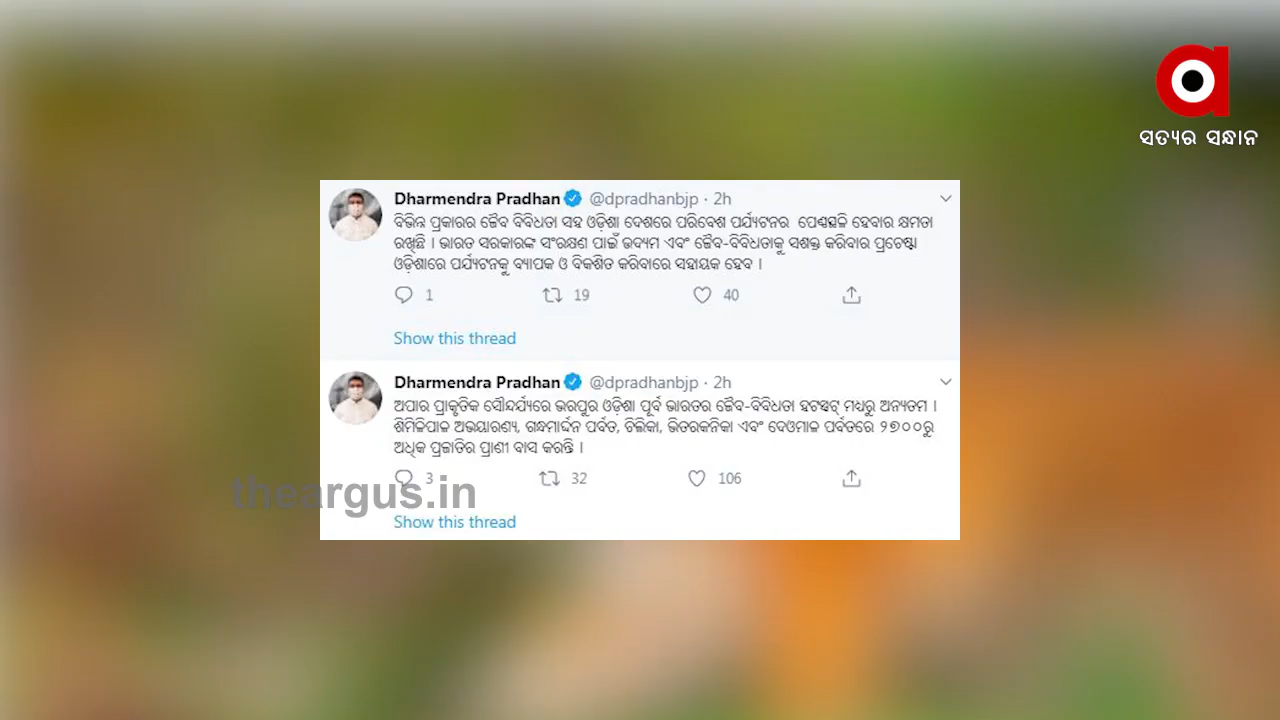 ସତ୍ୟର ସନ୍ଧାନ
Dharmendra Pradhan @dpradhanbjp · 2h
ବିଭିନ୍ନ ପ୍ରକାରର ଜୈବ ବିବିଧତା ସହ ଓଡ଼ିଶା ଦେଶରେ ପରିବେଶ ପର୍ଯ୍ୟଟନର ପେଣ୍ଠସ୍ଥଳି ହେବାର କ୍ଷମତା
ରଖିଛି । ଭାରତ ସରକାରଙ୍କ ସଂରକ୍ଷଣ ପାଇଁ ଉଦ୍ୟମ ଏବଂ ଜୈବ-ବିବିଧତାକୁ ସଶକ୍ତ କରିବାର ପ୍ରଚେଷ୍ଟା
ଓଡ଼ିଶାରେ ପର୍ଯ୍ୟଟନକୁ ବ୍ୟାପକ ଓ ବିକଶିତ କରିବାରେ ସହାୟକ ହେବ ।
1 19 40
Show this thread
Dharmendra Pradhan @dpradhanbjp · 2h
ଅପାର ପ୍ରାକୃତିକ ସୌନ୍ଦର୍ଯ୍ୟରେ ଭରପୁର ଓଡ଼ିଶା ପୂର୍ବ ଭାରତର ଜୈବ-ବିବିଧତା ହଟସ୍ପଟ୍ ମଧ୍ୟରୁ ଅନ୍ୟତମ ।
ଶିମିଳିପାଳ ଅଭୟାରଣ୍ୟ, ଗନ୍ଧମାର୍ଦ୍ଦନ ପର୍ବତ, ଚିଲିକା, ଭିତରକନିକା ଏବଂ ଦେଓମାଳ ପର୍ବତରେ ୨୭୦୦ରୁ
ଅଧିକ ପ୍ରଜାତିର ପ୍ରାଣୀ ବାସ କରନ୍ତି ।
3 32 106
theargus.in
Show this thread